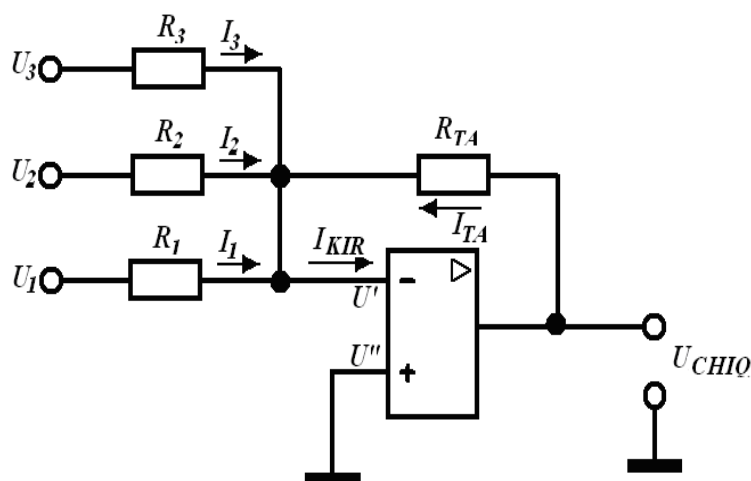 R3 I3
U3
R2 I2 RTA
U2
ITA
R1 I1 IKIR
U1
U' -
U'' + UCHIQ